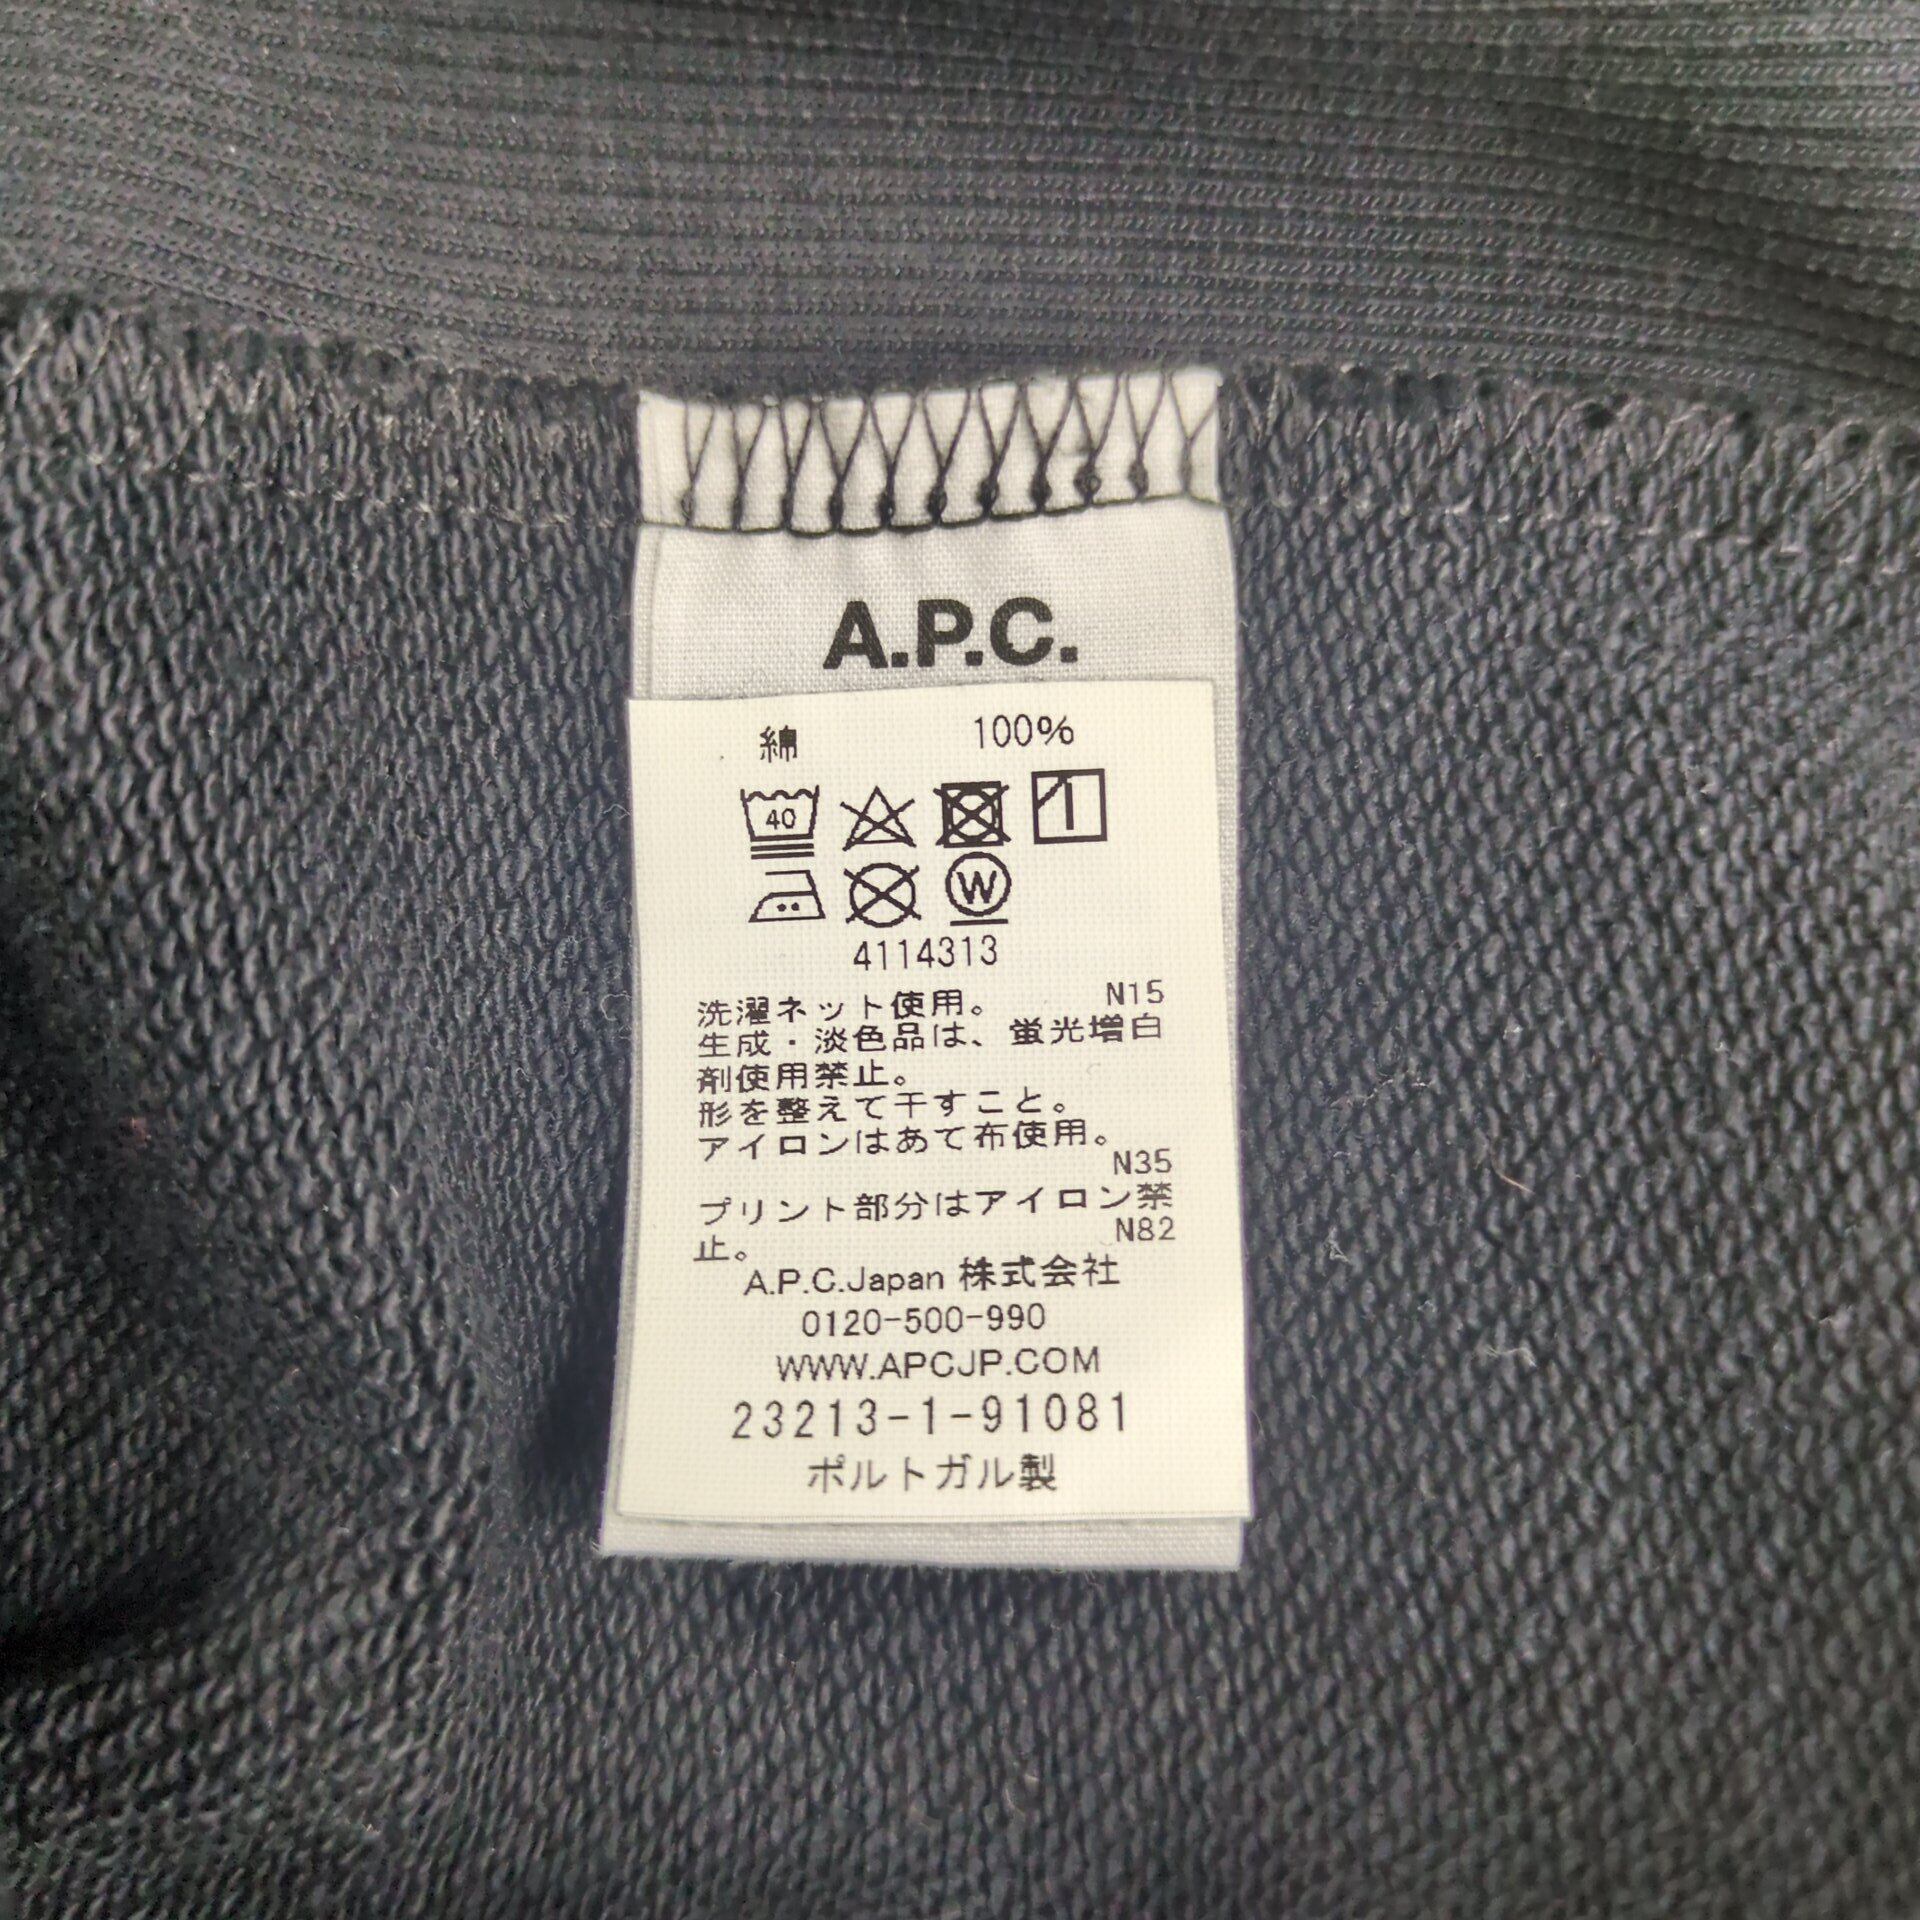 A.P.C.
綿 100%
40
W
4114313
洗濯ネット使用。 N15
生成・淡色品は、蛍光増白
剤使用禁止。
形を整えて干すこと。
アイロンはあて布使用。
N35
プリント部分はアイロン禁
止。 N82
A.P.C.Japan 株式会社
0120-500-990
WWW.APCJP.COM
23213-1-91081
ポルトガル製